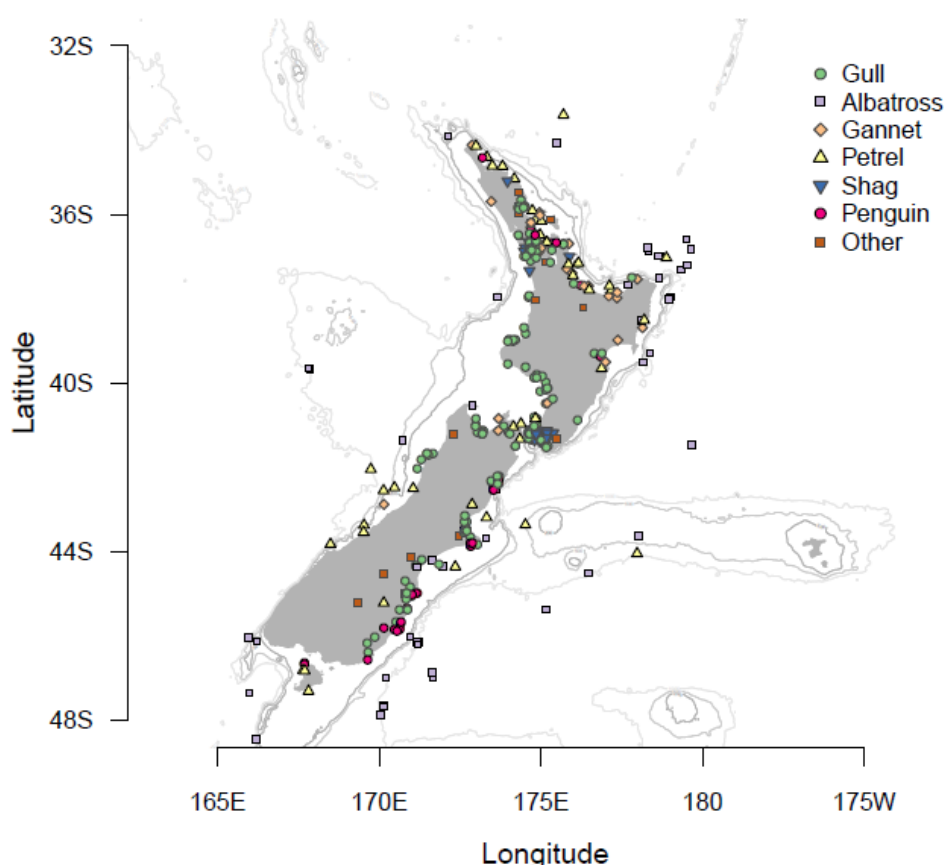 32S
36S
40S
44S
48S
Latitude
165E
170E
175E
180
175W
Longitude
Gull
Albatross
Gannet
Petrel
Shag
Penguin
Other